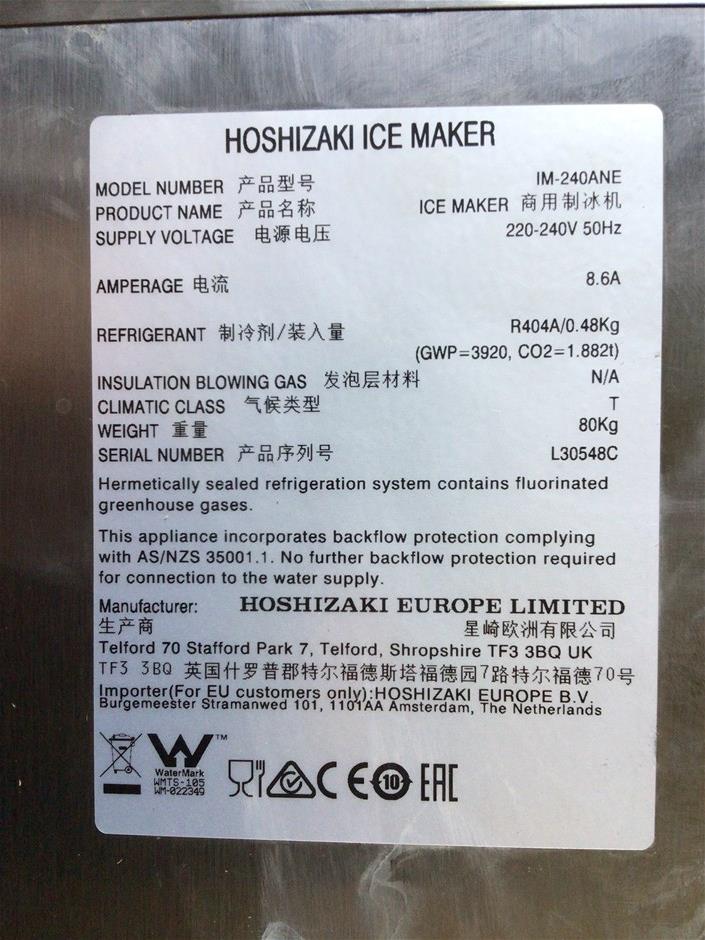 HOSHIZAKI ICE MAKER
MODEL NUMBER 产品型号 IM-240ANE
PRODUCT NAME 产品名称 ICE MAKER 商用制冰机
SUPPLY VOLTAGE 电源电压 220-240V 50Hz
AMPERAGE 电流 8.6A
REFRIGERANT 制冷剂/装入量 R404A/0.48Kg
(GWP=3920, CO2=1.882t)
INSULATION BLOWING GAS 发泡层材料 N/A
CLIMATIC CLASS 气候类型 T
WEIGHT 重量 80Kg
SERIAL NUMBER 产品序列号 L30548C
Hermetically sealed refrigeration system contains fluorinated
greenhouse gases.
This appliance incorporates backflow protection complying
with AS/NZS 35001.1. No further backflow protection required
for connection to the water supply.
Manufacturer: HOSHIZAKI EUROPE LIMITED
生产商 星崎欧洲有限公司
Telford 70 Stafford Park 7, Telford, Shropshire TF3 3BQ UK
TF3 3BQ 英国什罗普郡特尔福德斯塔福德园7路特尔福德70号
Importer(For EU customers only):HOSHIZAKI EUROPE B.V.
Burgemeester Stramanwed 101, 1101AA Amsterdam, The Netherlands
W™
WaterMark
WMTS-105
WM-022349
CE 10 EAC